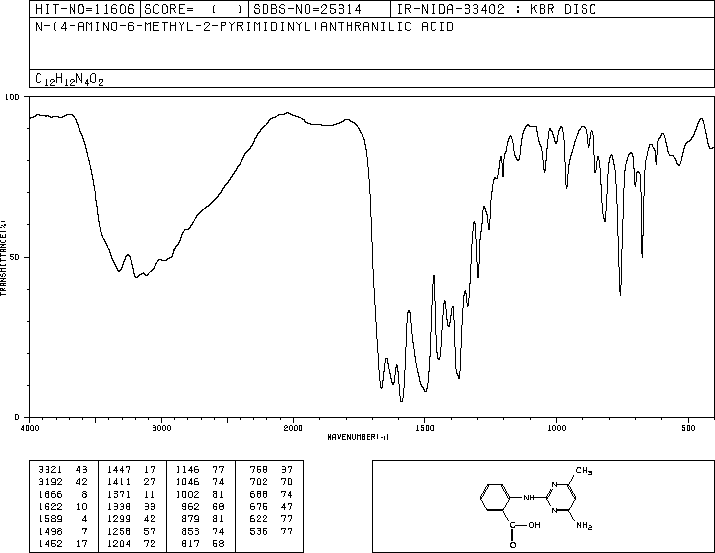 HIT-NO=11606 SCORE= ( ) SDBS-NO=25314 IR-NIDA-33402 : KBR DISC
N-(4-AMINO-6-METHYL-2-PYRIMIDINYL)ANTHRANILIC ACID
C12H12N4O2
100
TRANSMITTANCE(%)
50
0
4000 3000 2000 1500 1000 500
WAVENUMBER(-1)
3321 43 1447 17 1146 77 758 37
3192 42 1411 27 1046 74 702 70
1666 8 1371 11 1002 81 688 74
1622 10 1338 33 962 68 676 47
1589 4 1299 42 879 81 622 77
1498 7 1258 57 853 74 536 77
1452 17 1204 72 817 58
CH3
N
NH N
NH2
C OH
O